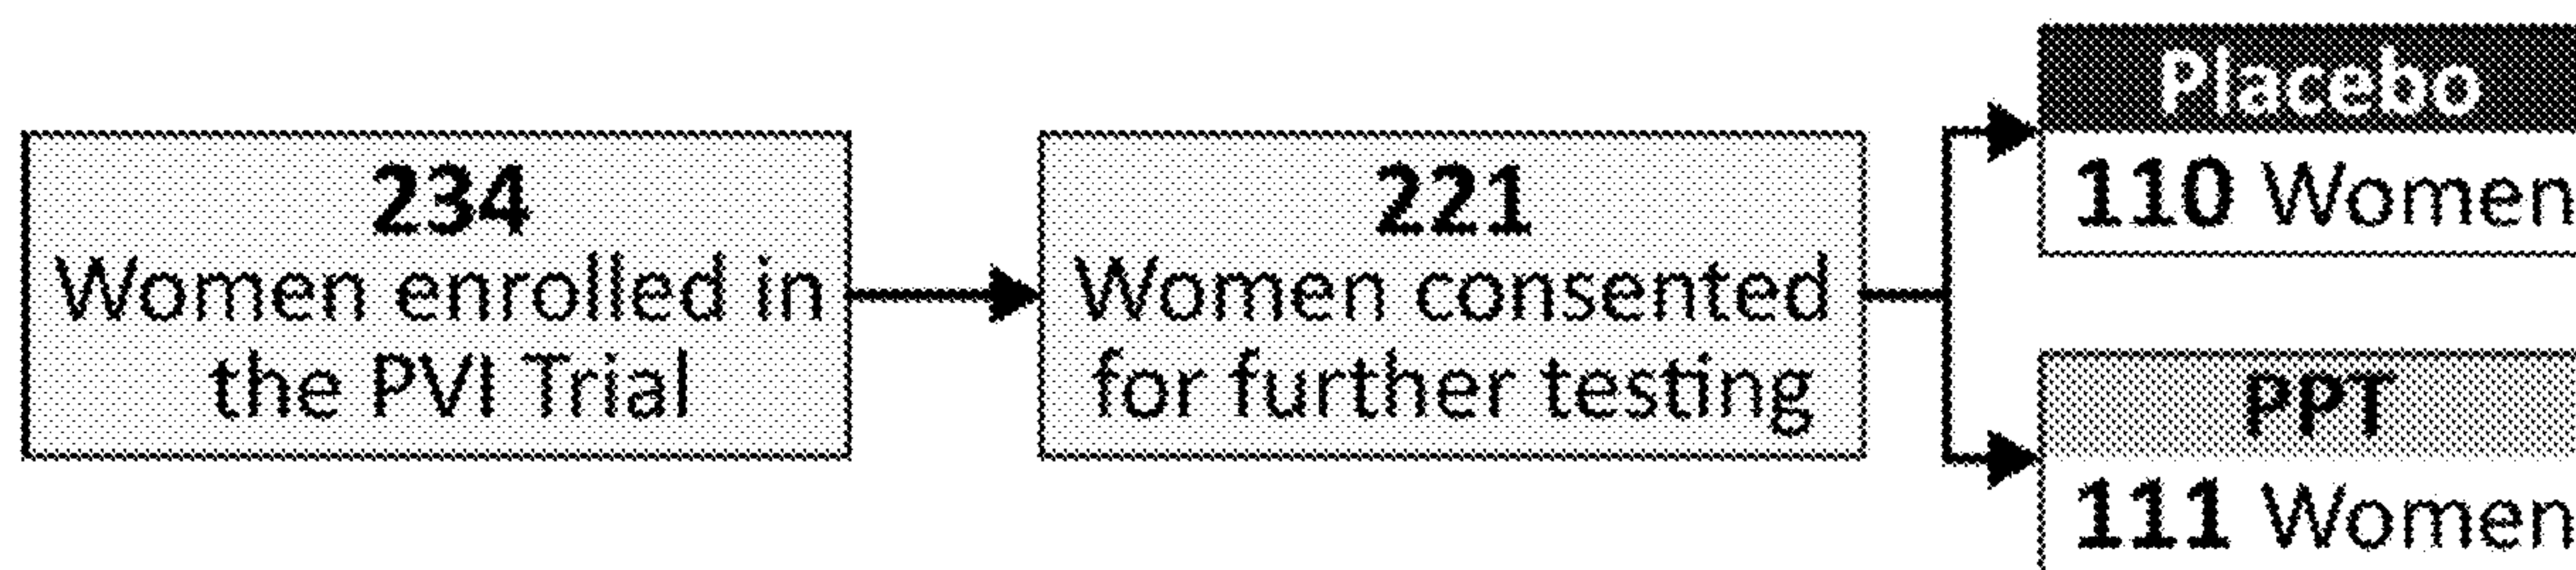 234
Women enrolled in
the PVI Trial
221
Women consented
for further testing
Placebo
110 Women
PPT
111 Women